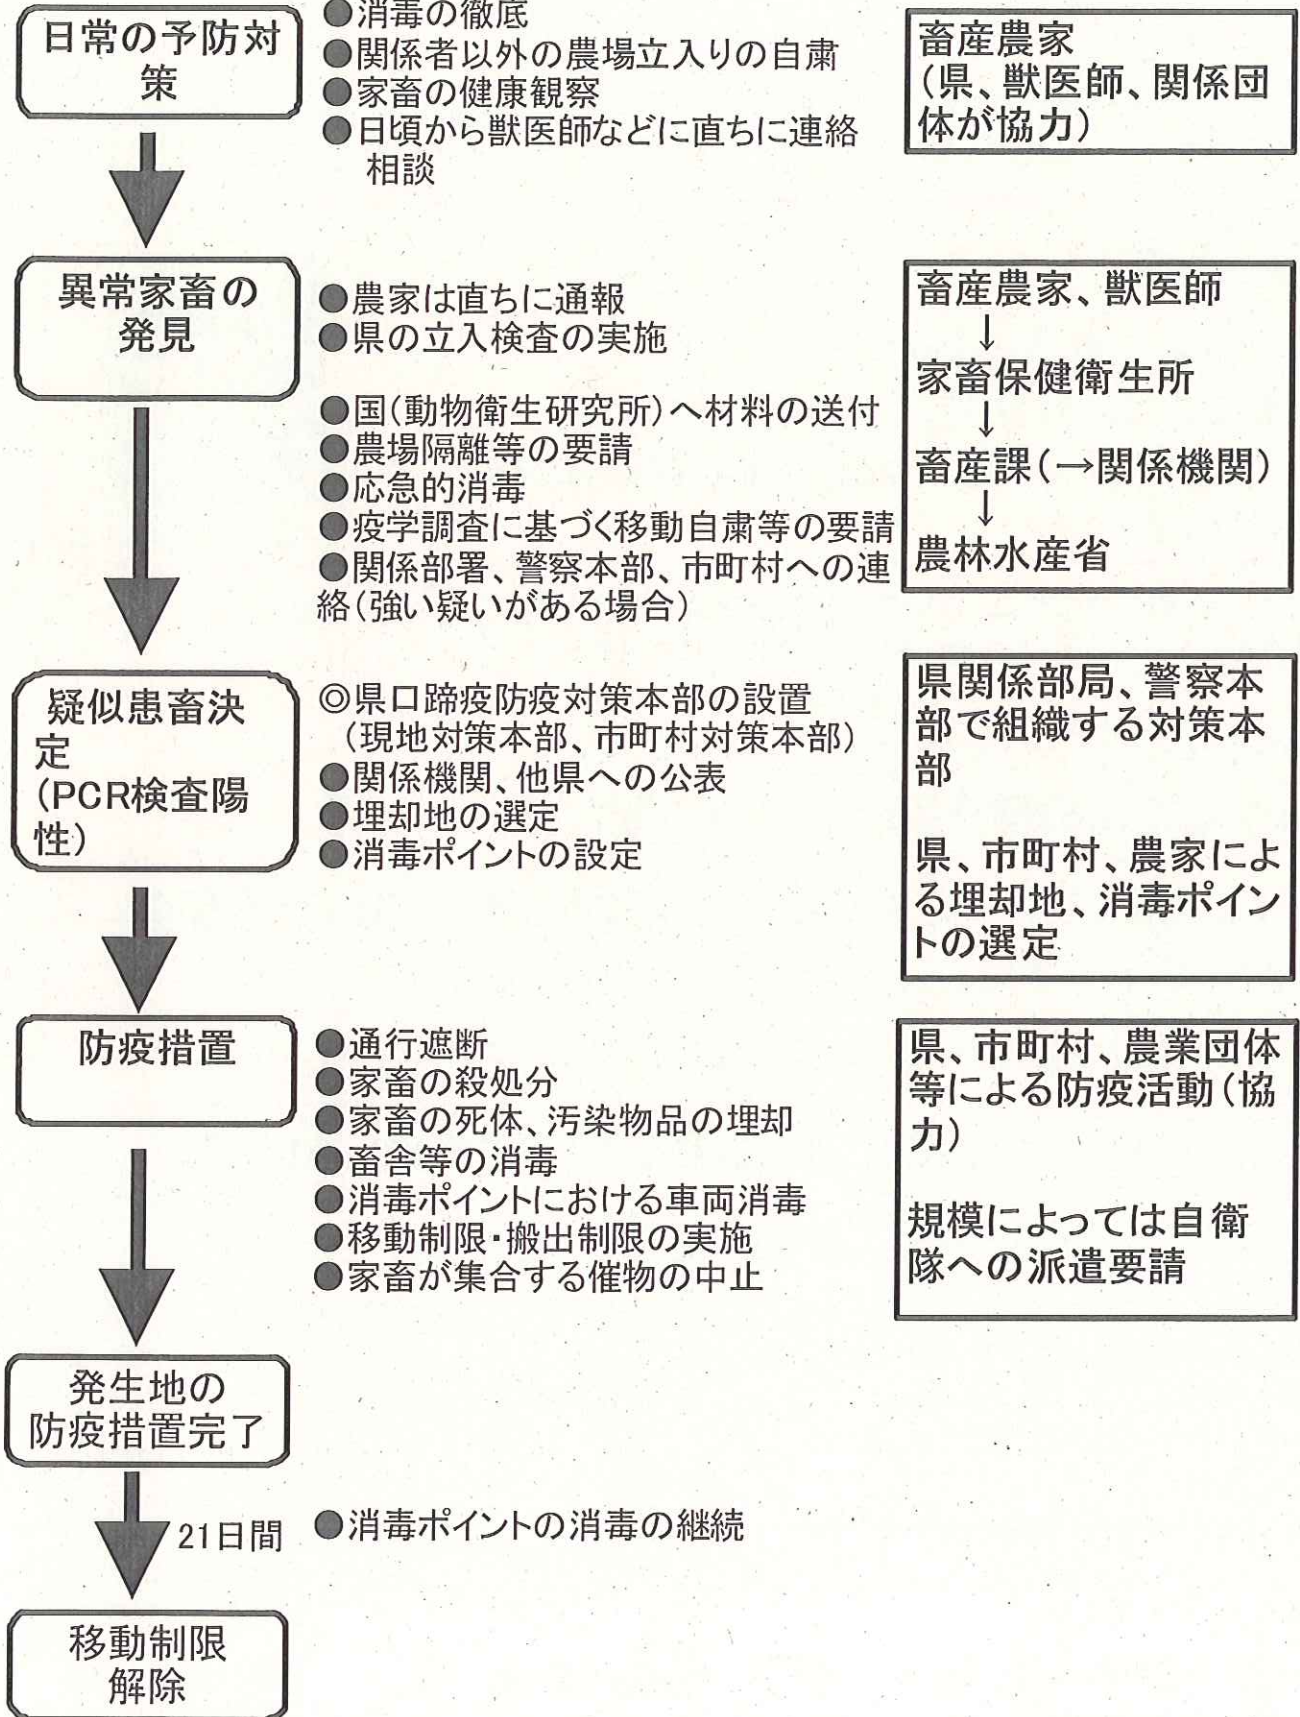 日常の予防対
策
●消毒の徹底
●関係者以外の農場立入りの自粛
●家畜の健康観察
●日頃から獣医師などに直ちに連絡
相談
畜産農家
(県、獣医師、関係団
体が協力)
異常家畜の
発見
●農家は直ちに通報
●県の立入検査の実施
●国(動物衛生研究所)へ材料の送付
●農場隔離等の要請
●応急的消毒
●疫学調査に基づく移動自粛等の要請
●関係部署、警察本部、市町村への連
絡(強い疑いがある場合)
畜産農家、獣医師
↓
家畜保健衛生所
↓
畜産課(→関係機関)
↓
農林水産省
疑似患畜決
定
(PCR検査陽
性)
◎県口蹄疫防疫対策本部の設置
(現地対策本部、市町村対策本部)
●関係機関、他県への公表
●埋却地の選定
●消毒ポイントの設定
県関係部局、警察本
部で組織する対策本
部
県、市町村、農家によ
る埋却地、消毒ポイン
トの選定
防疫措置
●通行遮断
●家畜の殺処分
●家畜の死体、汚染物品の埋却
●畜舎等の消毒
●消毒ポイントにおける車両消毒
●移動制限・搬出制限の実施
●家畜が集合する催物の中止
県、市町村、農業団体
等による防疫活動(協
力)
規模によっては自衛
隊への派遣要請
発生地の
防疫措置完了
21日間
●消毒ポイントの消毒の継続
移動制限
解除